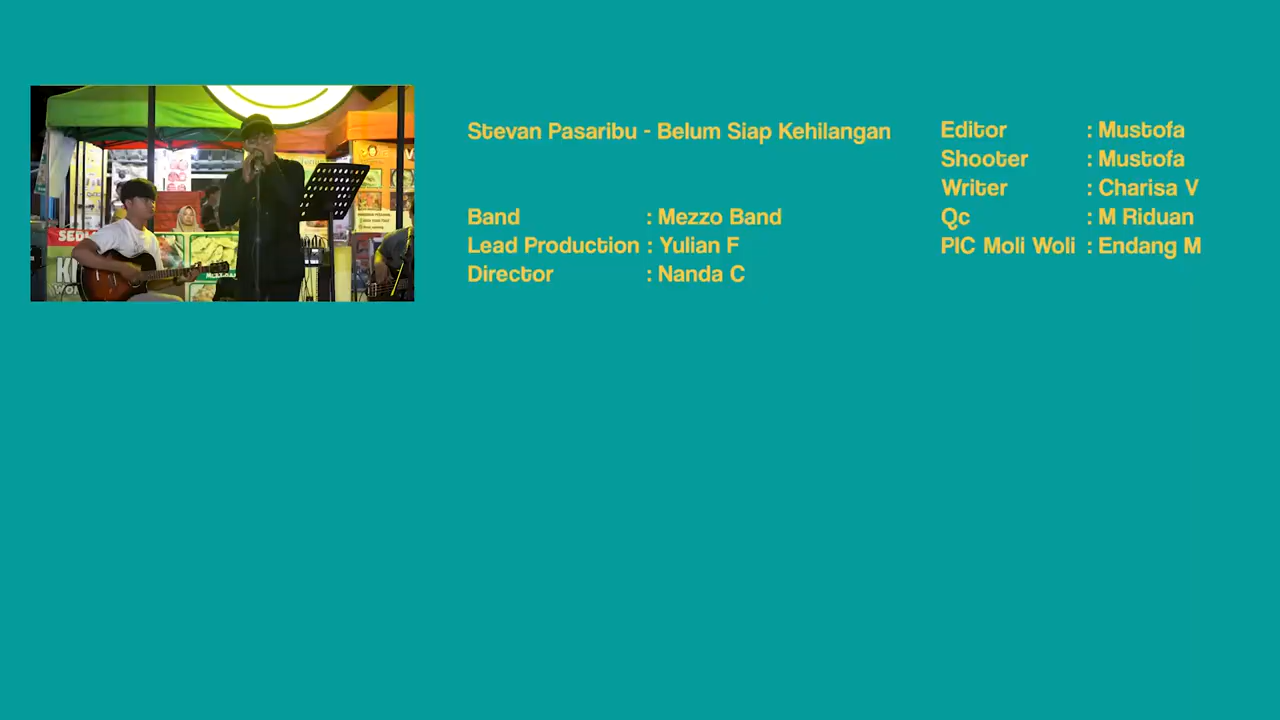 Stevan Pasaribu - Belum Siap Kehilangan
Band : Mezzo Band
Lead Production : Yulian F
Director : Nanda C
Editor : Mustofa
Shooter : Mustofa
Writer : Charisa V
Qc : M Riduan
PIC Moli Woli : Endang M